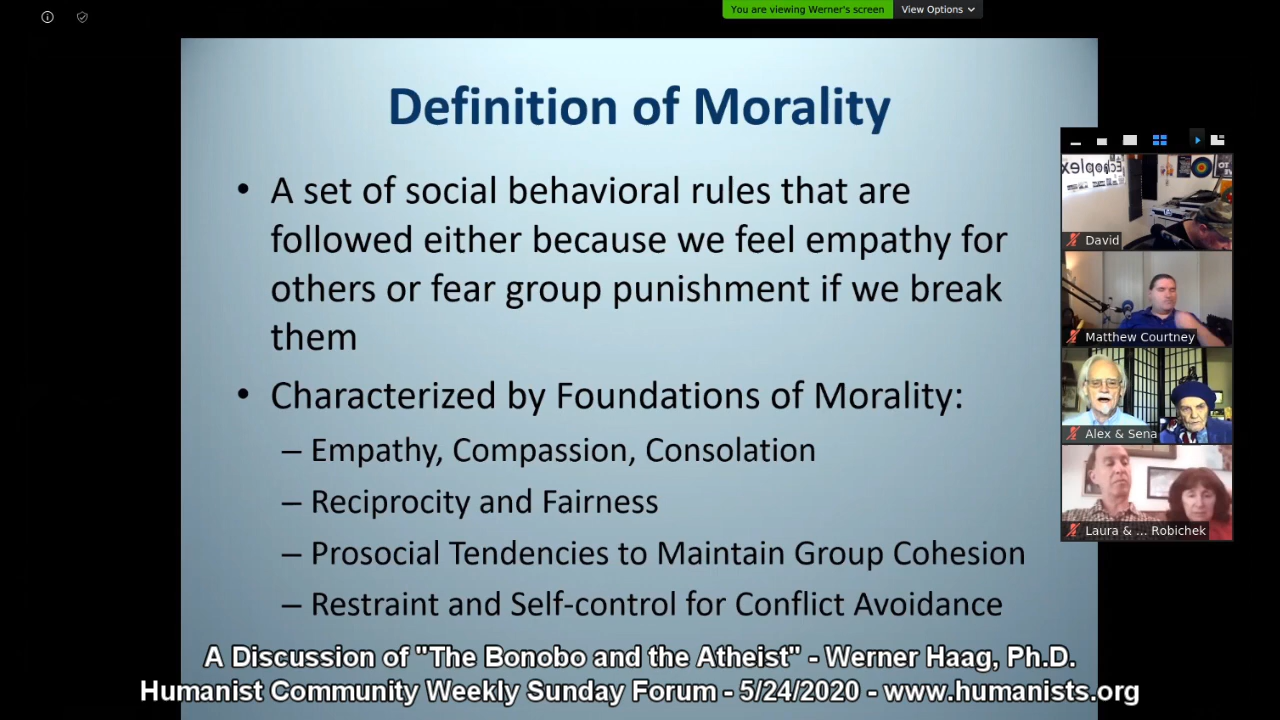 You are viewing Werner's screen
View Options
Definition of Morality
• A set of social behavioral rules that are
followed either because we feel empathy for
others or fear group punishment if we break
them
• Characterized by Foundations of Morality:
– Empathy, Compassion, Consolation
– Reciprocity and Fairness
– Prosocial Tendencies to Maintain Group Cohesion
– Restraint and Self-control for Conflict Avoidance
Echoplex
David
Matthew Courtney
Alex & Sena
Laura & ... Robichek
A Discussion of "The Bonobo and the Atheist" - Werner Haag, Ph.D.
Humanist Community Weekly Sunday Forum - 5/24/2020 - www.humanists.org